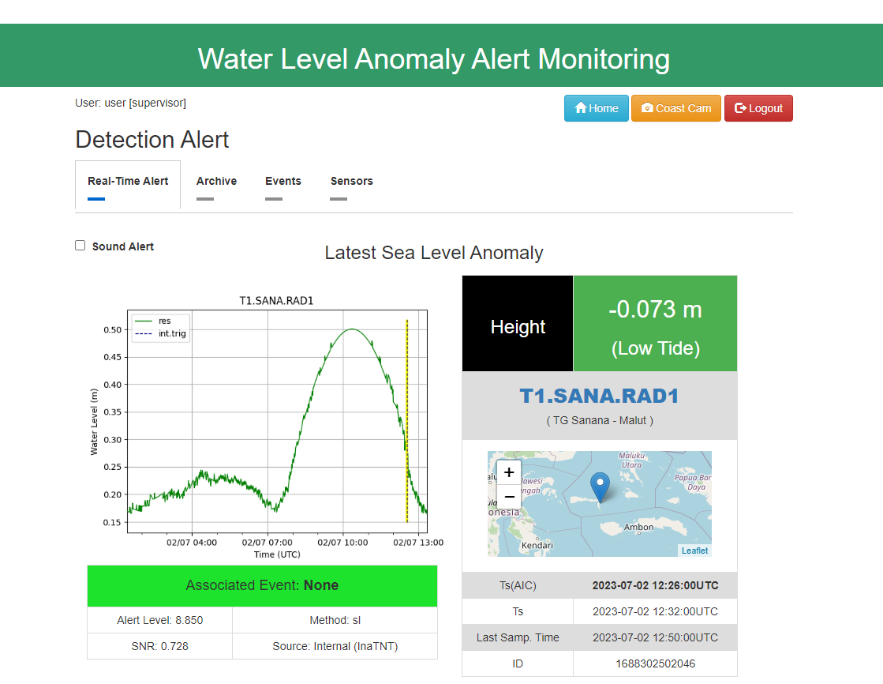 Water Level Anomaly Alert Monitoring
User: user [supervisor]
Home
Coast Cam
Logout
Detection Alert
Real-Time Alert
Archive
Events
Sensors
Sound Alert
Latest Sea Level Anomaly
T1.SANA.RAD1
res
int.trig
0.50
0.45
0.40
0.35
0.30
0.25
0.20
0.15
Water Level (m)
02/07 04:00
02/07 07:00
02/07 10:00
02/07 13:00
Time (UTC)
Associated Event: None
Alert Level: 8.850
Method: sl
SNR: 0.728
Source: Internal (InaTNT)
Height
-0.073 m
(Low Tide)
T1.SANA.RAD1
( TG Sanana - Malut )
+
−
Maluku
Utara
Papua Bar
Daya
lawesi
ngah
onesia
Ambon
Kendari
Leaflet
Ts(AIC)
2023-07-02 12:26:00UTC
Ts
2023-07-02 12:32:00UTC
Last Samp. Time
2023-07-02 12:50:00UTC
ID
1688302502046